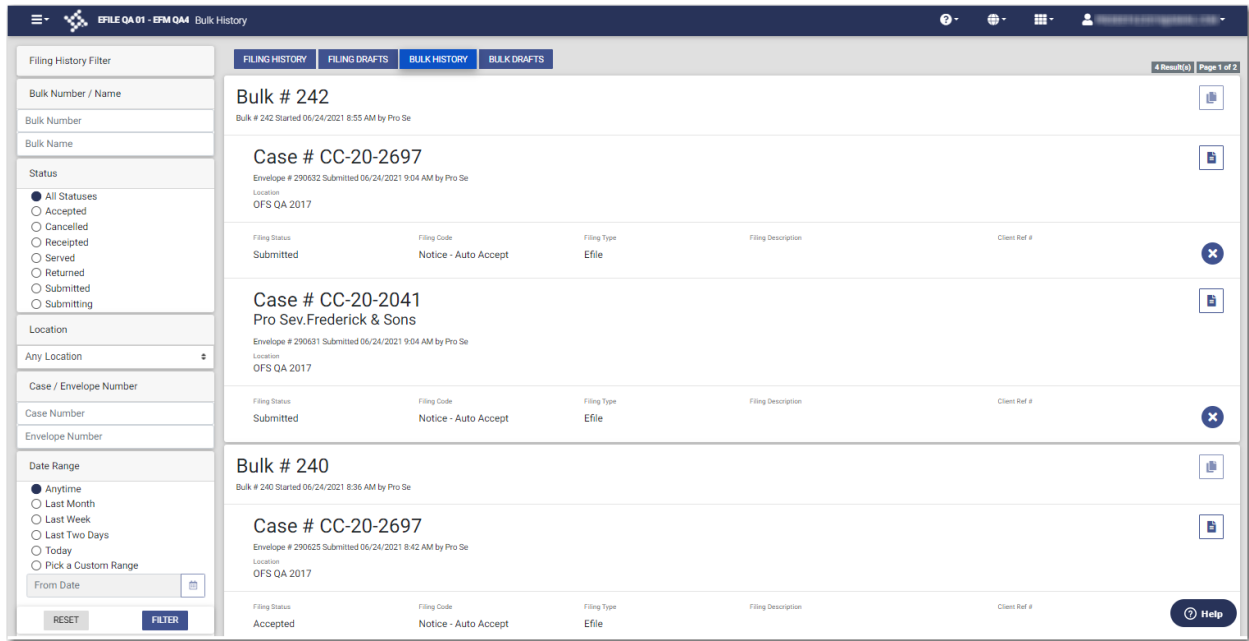 EFILE QA 01 - EFM QA4 Bulk History
Filing History Filter
Bulk Number / Name
Bulk Number
Bulk Name
Status
All Statuses
Accepted
Cancelled
Receipted
Served
Returned
Submitted
Submitting
Location
Any Location
Case / Envelope Number
Case Number
Envelope Number
Date Range
Anytime
Last Month
Last Week
Last Two Days
Today
Pick a Custom Range
From Date
RESET FILTER
FILING HISTORY FILING DRAFTS BULK HISTORY BULK DRAFTS
4 Result(s) Page 1 of 2
Bulk # 242
Bulk # 242 Started 06/24/2021 8:55 AM by Pro Se
Case # CC-20-2697
Envelope # 290632 Submitted 06/24/2021 9:04 AM by Pro Se
Location
OFS QA 2017
Filing Status Filing Code Filing Type Filing Description Client Ref #
Submitted Notice - Auto Accept Efile
Case # CC-20-2041
Pro Sev.Frederick & Sons
Envelope # 290631 Submitted 06/24/2021 9:04 AM by Pro Se
Location
OFS QA 2017
Filing Status Filing Code Filing Type Filing Description Client Ref #
Submitted Notice - Auto Accept Efile
Bulk # 240
Bulk # 240 Started 06/24/2021 8:36 AM by Pro Se
Case # CC-20-2697
Envelope # 290625 Submitted 06/24/2021 8:42 AM by Pro Se
Location
OFS QA 2017
Filing Status Filing Code Filing Type Filing Description Client Ref #
Accepted Notice - Auto Accept Efile
Help